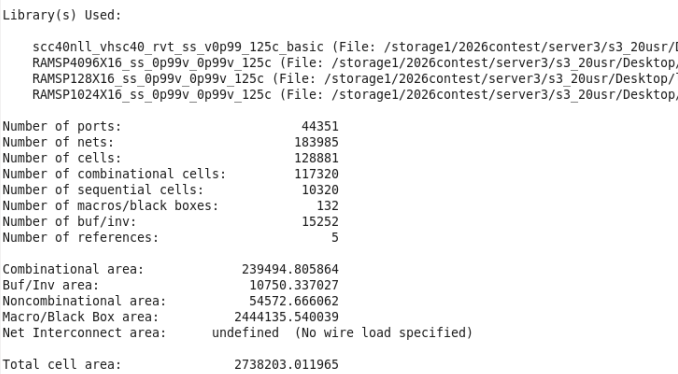 Library(s) Used:
scc40nll_vhsc40_rvt_ss_v0p99_125c_basic (File: /storage1/2026contest/server3/s3_20usr/D
RAMSP4096X16_ss_0p99v_0p99v_125c (File: /storage1/2026contest/server3/s3_20usr/Desktop/
RAMSP128X16_ss_0p99v_0p99v_125c (File: /storage1/2026contest/server3/s3_20usr/Desktop/
RAMSP1024X16_ss_0p99v_0p99v_125c (File: /storage1/2026contest/server3/s3_20usr/Desktop/
Number of ports: 44351
Number of nets: 183985
Number of cells: 128881
Number of combinational cells: 117320
Number of sequential cells: 10320
Number of macros/black boxes: 132
Number of buf/inv: 15252
Number of references: 5
Combinational area: 239494.805864
Buf/Inv area: 10750.337027
Noncombinational area: 54572.666062
Macro/Black Box area: 2444135.540039
Net Interconnect area: undefined (No wire load specified)
Total cell area: 2738203.011965